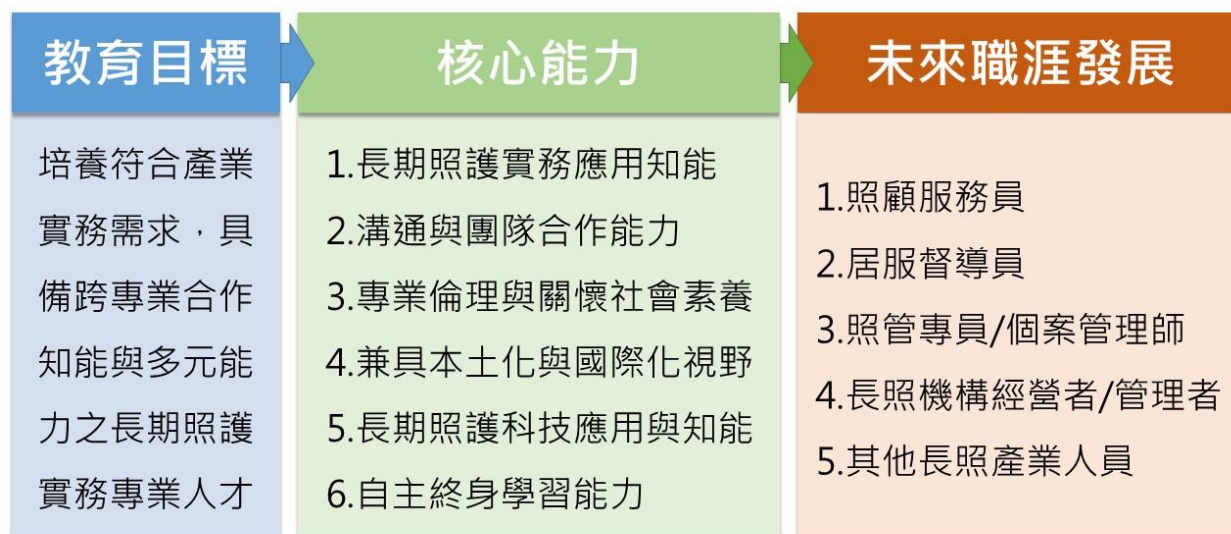 教育目標
培養符合產業
實務需求，具
備跨專業合作
知能與多元能
力之長期照護
實務專業人才
核心能力
1.長期照護實務應用知能
2.溝通與團隊合作能力
3.專業倫理與關懷社會素養
4.兼具本土化與國際化視野
5.長期照護科技應用與知能
6.自主終身學習能力
未來職涯發展
1.照顧服務員
2.居服督導員
3.照管專員/個案管理師
4.長照機構經營者/管理者
5.其他長照產業人員